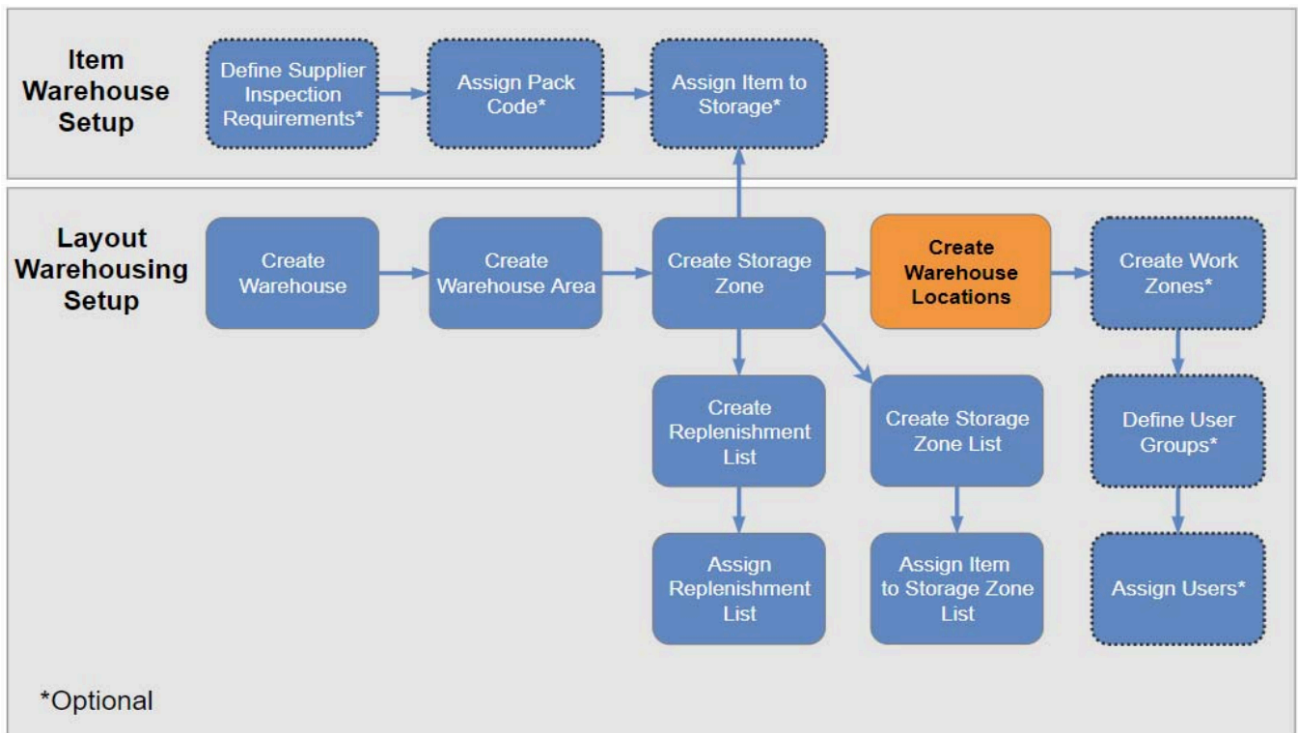 Item
Warehouse
Setup
Define Supplier
Inspection
Requirements*
Assign Pack
Code*
Assign Item to
Storage*
Layout
Warehousing
Setup
Create
Warehouse
Create
Warehouse Area
Create Storage
Zone
Create
Warehouse
Locations
Create Work
Zones*
Create
Replenishment
List
Create Storage
Zone List
Define User
Groups*
Assign
Replenishment
List
Assign Item
to Storage Zone
List
Assign Users*
*Optional